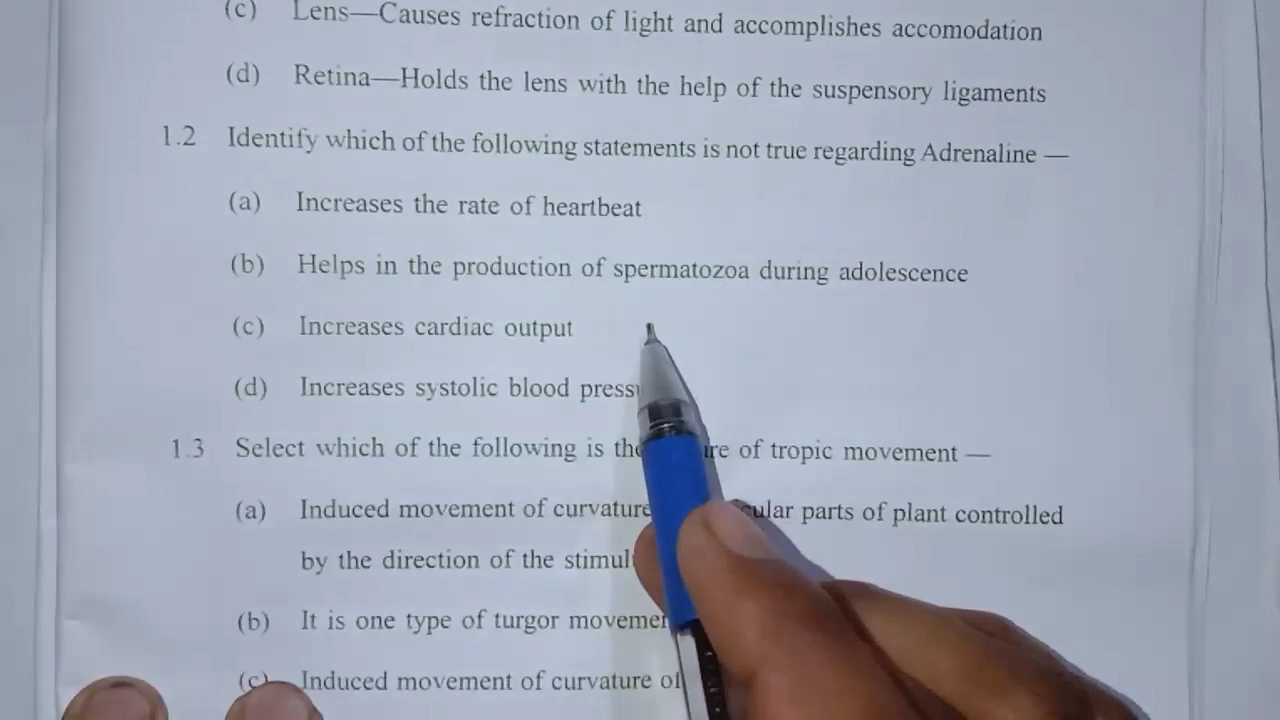 (c) Lens—Causes refraction of light and accomplishes accomodation
(d) Retina—Holds the lens with the help of the suspensory ligaments
1.2 Identify which of the following statements is not true regarding Adrenaline —
(a) Increases the rate of heartbeat
(b) Helps in the production of spermatozoa during adolescence
(c) Increases cardiac output
(d) Increases systolic blood
1.3 Select which of the following is of tropic movement —
(a) Induced movement of curvature parts of plant controlled
by the direction of the
(b) It is one type of turgor
(c) Induced movement of curvature of